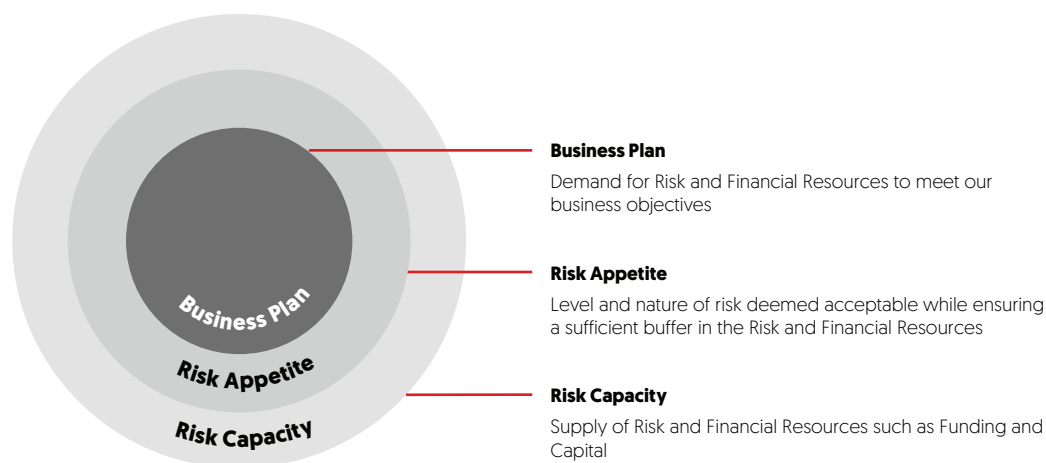 Business Plan
Risk Appetite
Risk Capacity
Business Plan
Demand for Risk and Financial Resources to meet our
business objectives
Risk Appetite
Level and nature of risk deemed acceptable while ensuring
a sufficient buffer in the Risk and Financial Resources
Risk Capacity
Supply of Risk and Financial Resources such as Funding and
Capital